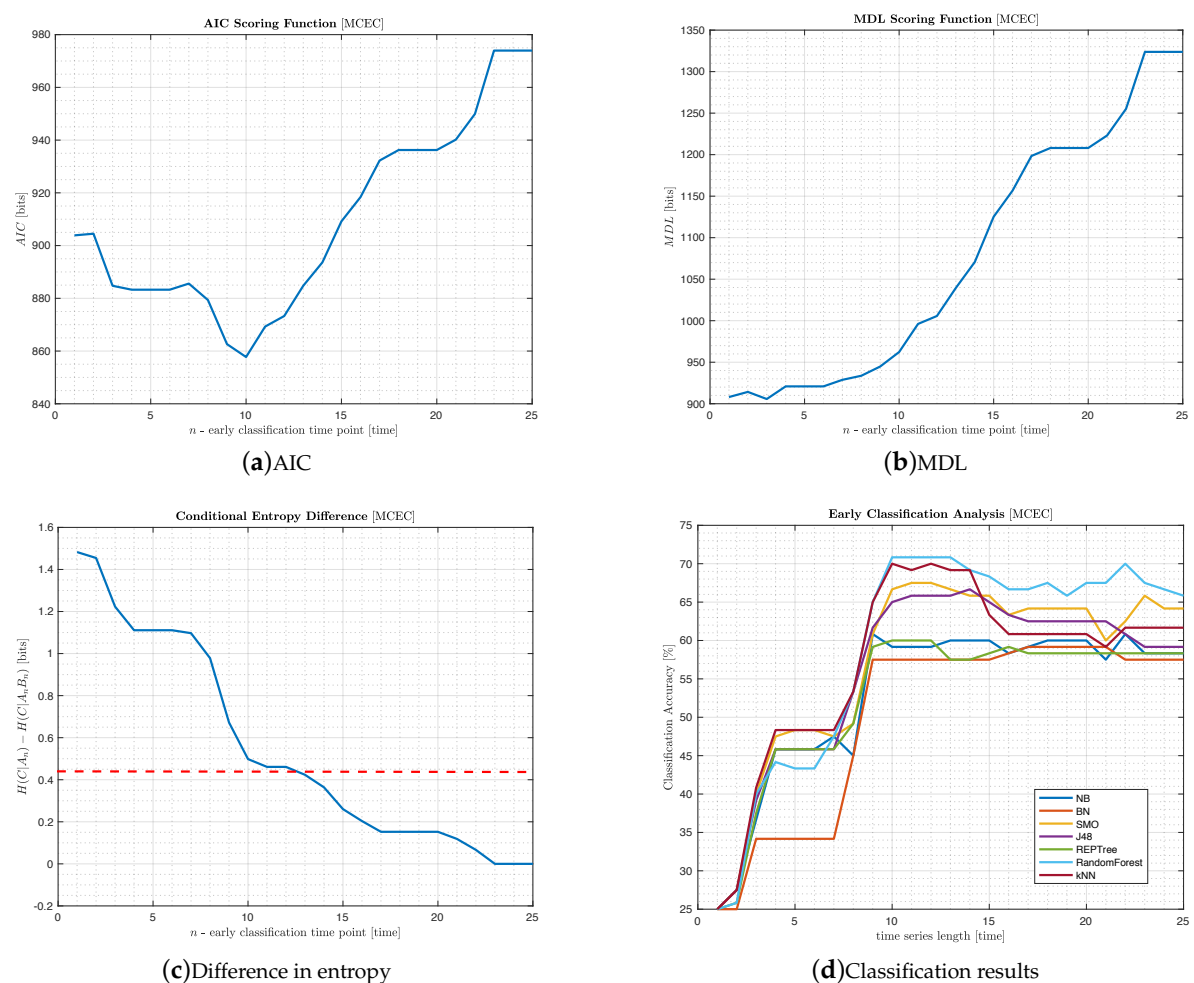 AIC Scoring Function [MCEC]
980
960
940
920
900
880
860
840
AIC [bits]
0 5 10 15 20 25
n - early classification time point [time]
(a)AIC
MDL Scoring Function [MCEC]
1350
1300
1250
1200
1150
1100
1050
1000
950
900
MDL [bits]
0 5 10 15 20 25
n - early classification time point [time]
(b)MDL
Conditional Entropy Difference [MCEC]
1.6
1.4
1.2
1
0.8
0.6
0.4
0.2
0
-0.2
H(C|A_n) − H(C|A_nB_n) [bits]
0 5 10 15 20 25
n - early classification time point [time]
(c)Difference in entropy
Early Classification Analysis [MCEC]
75
70
65
60
55
50
45
40
35
30
25
Classification Accuracy [%]
NB
BN
SMO
J48
REPTree
RandomForest
kNN
0 5 10 15 20 25
time series length [time]
(d)Classification results